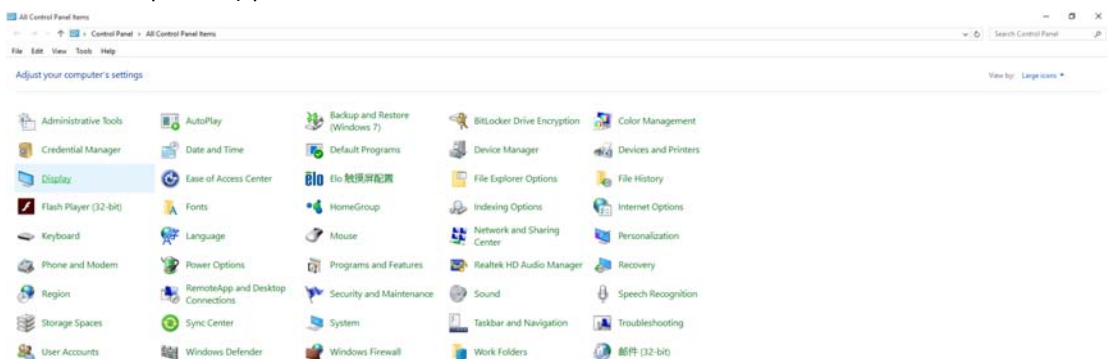 All Control Panel Items
Control Panel > All Control Panel Items
Search Control Panel
File Edit View Tools Help
Adjust your computer's settings
View by: Large icons
Administrative Tools
AutoPlay
Backup and Restore
(Windows 7)
BitLocker Drive Encryption
Color Management
Credential Manager
Date and Time
Default Programs
Device Manager
Devices and Printers
Display
Ease of Access Center
elo Elo 触摸屏配置
File Explorer Options
File History
Flash Player (32-bit)
Fonts
HomeGroup
Indexing Options
Internet Options
Keyboard
Language
Mouse
Network and Sharing
Center
Personalization
Phone and Modem
Power Options
Programs and Features
Realtek HD Audio Manager
Recovery
Region
RemoteApp and Desktop
Connections
Security and Maintenance
Sound
Speech Recognition
Storage Spaces
Sync Center
System
Taskbar and Navigation
Troubleshooting
User Accounts
Windows Defender
Windows Firewall
Work Folders
邮件 (32-bit)